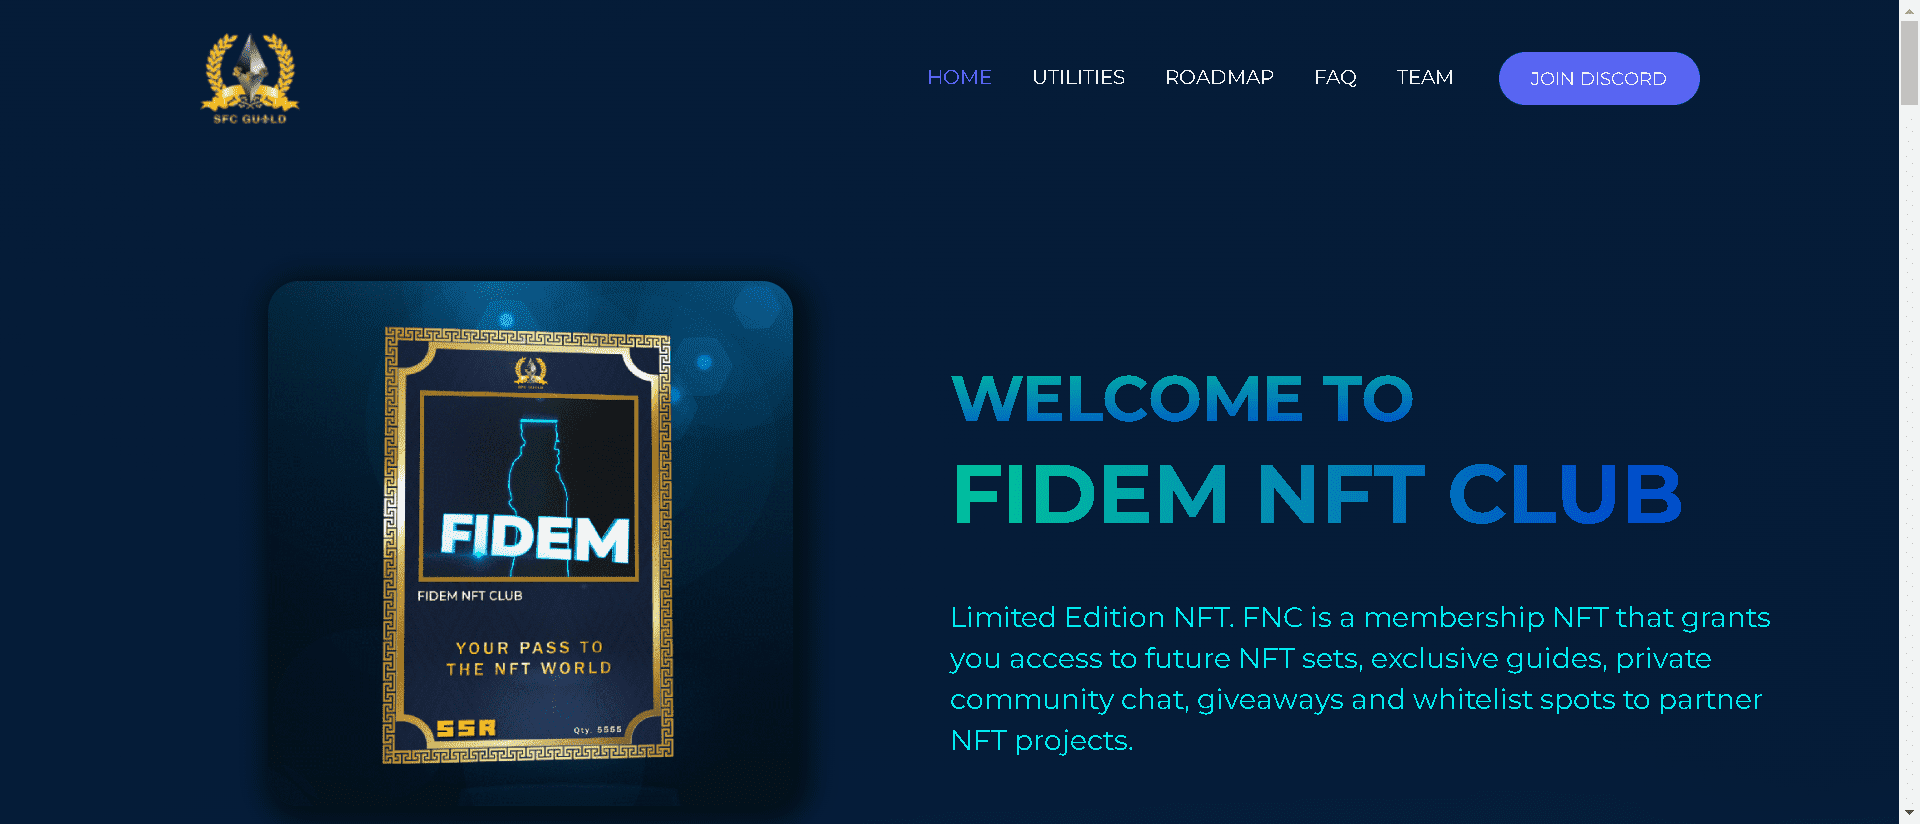 SFC GUILD
HOME
UTILITIES
ROADMAP
FAQ
TEAM
JOIN DISCORD
FIDEM
FIDEM NFT CLUB
YOUR PASS TO
THE NFT WORLD
SSR
Qty. 5555
WELCOME TO
FIDEM NFT CLUB
Limited Edition NFT. FNC is a membership NFT that grants
you access to future NFT sets, exclusive guides, private
community chat, giveaways and whitelist spots to partner
NFT projects.